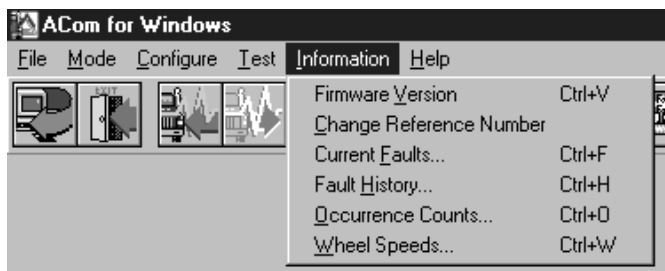 ACom for Windows
File Mode Configure Test Information Help
EXIT
Firmware Version Ctrl+V
Change Reference Number
Current Faults... Ctrl+F
Fault History... Ctrl+H
Occurrence Counts... Ctrl+O
Wheel Speeds... Ctrl+W